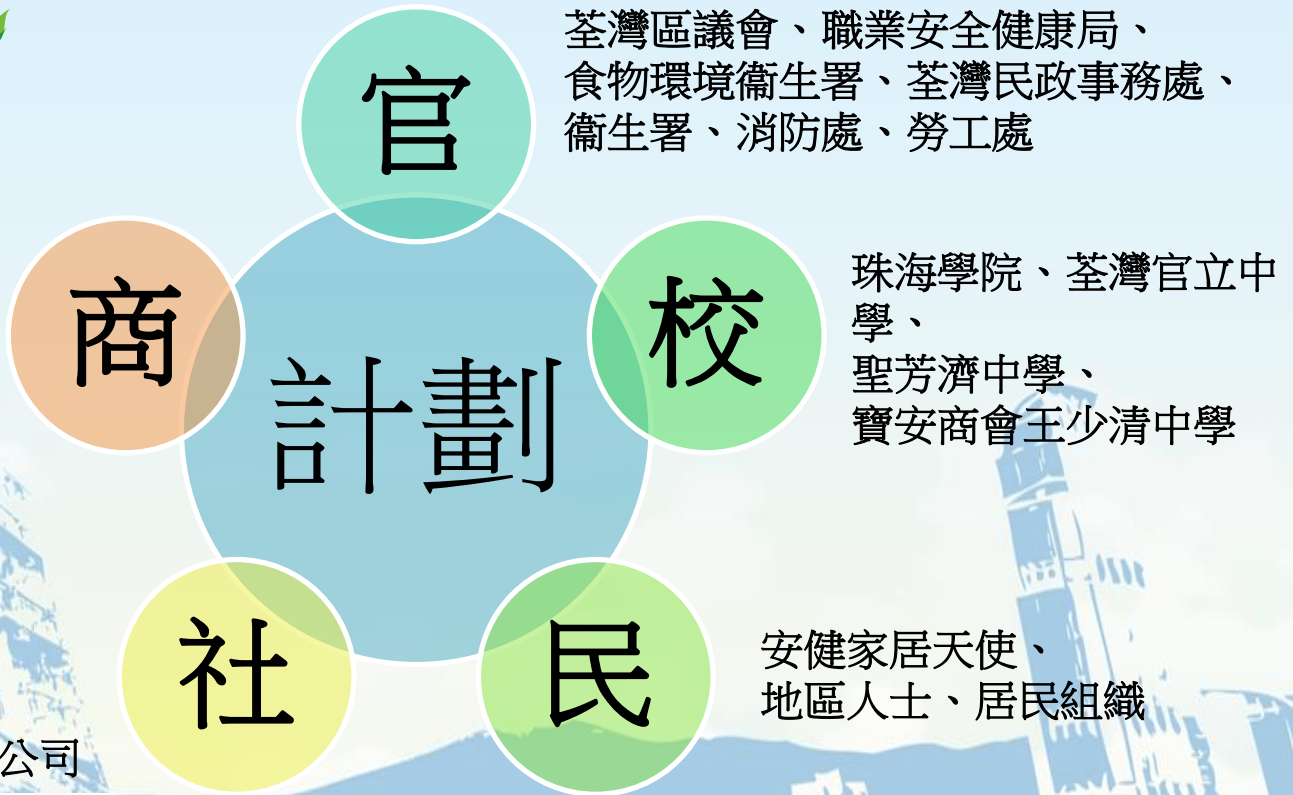 荃灣區議會、職業安全健康局、
食物環境衞生署、荃灣民政事務處、
衞生署、消防處、勞工處
官
商
校
計劃
珠海學院、荃灣官立中
學、
聖芳濟中學、
寶安商會王少清中學
社
民
安健家居天使、
地區人士、居民組織
公司